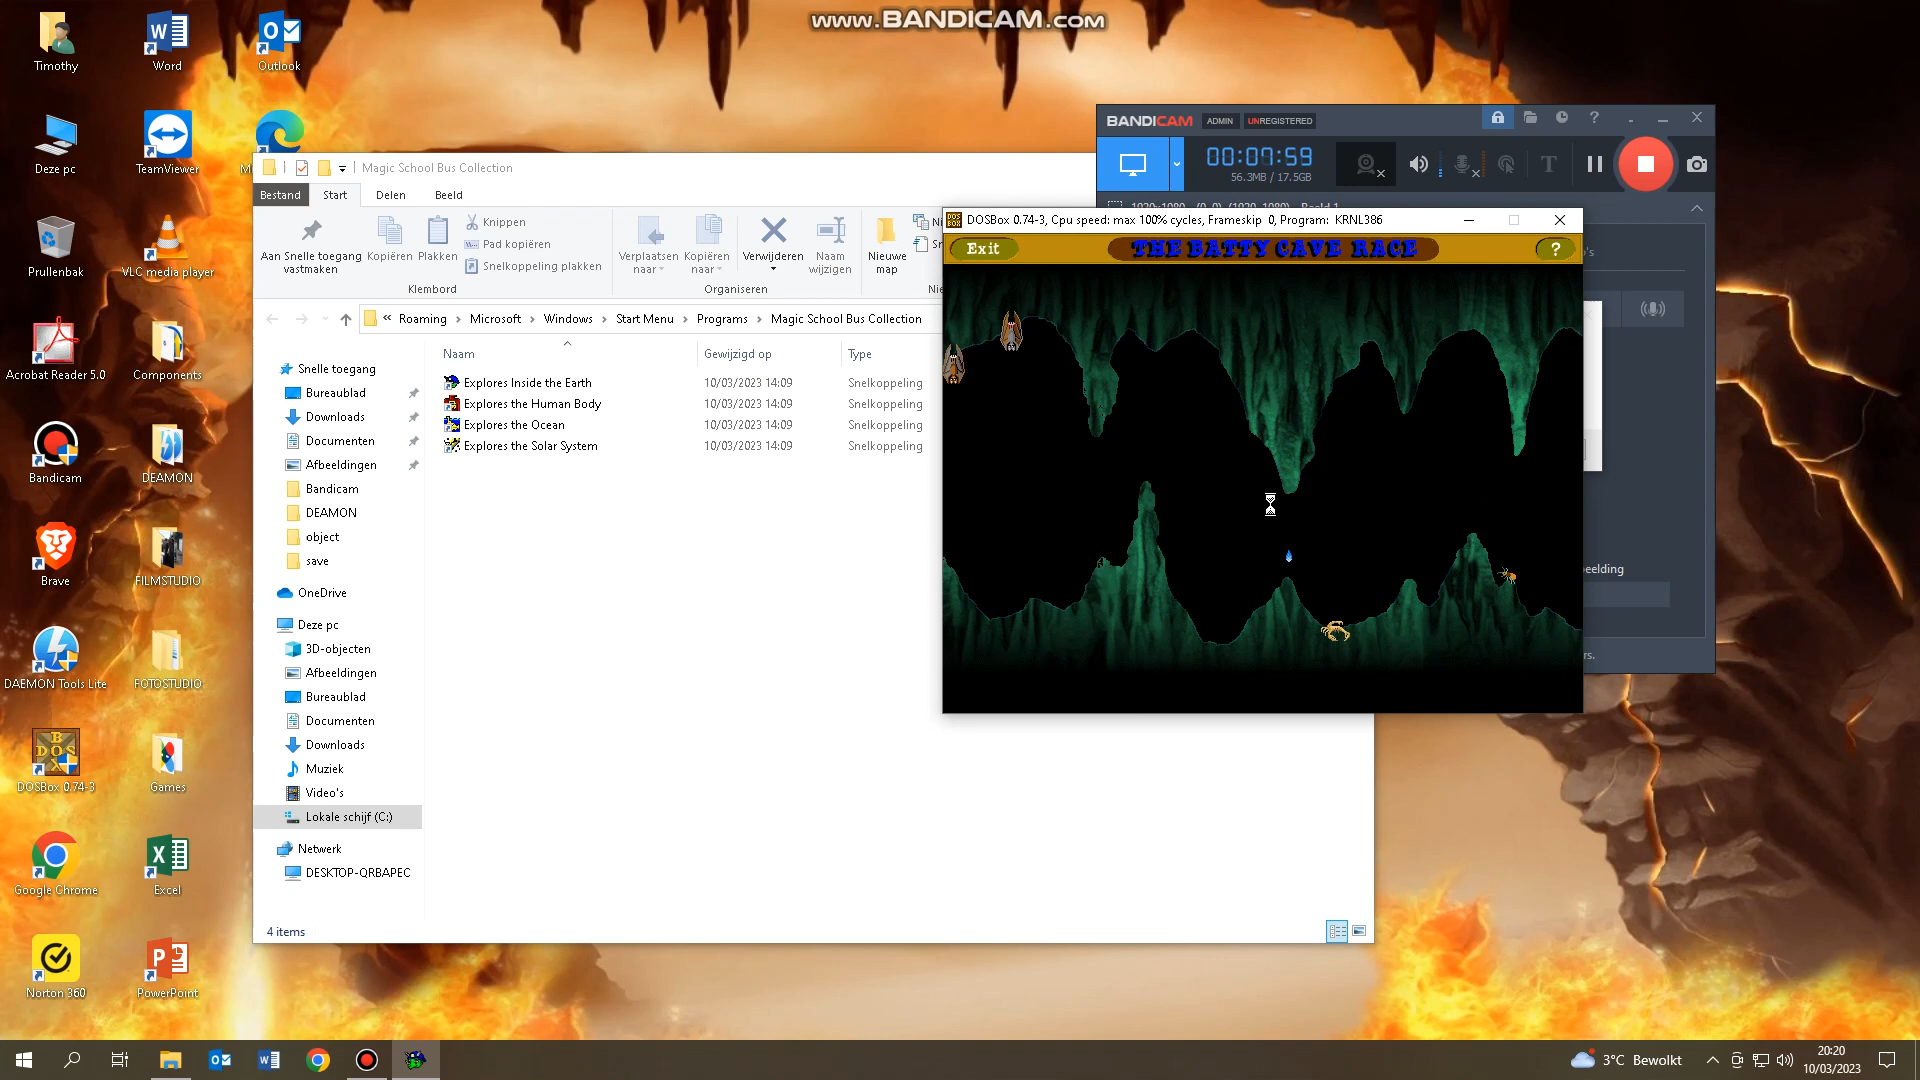 www.BANDICAM.com
Timothy
Word
Outlook
Deze pc
TeamViewer
Prullenbak
VLC media player
Acrobat Reader 5.0
Components
Bandicam
DEAMON
Brave
FILMSTUDIO
DAEMON Tools Lite
FOTOSTUDIO
DOSBox 0.74-3
Games
Google Chrome
Excel
Norton 360
PowerPoint
Magic School Bus Collection
Bestand
Start
Delen
Beeld
Aan Snelle toegang vastmaken
Kopiëren
Plakken
Knippen
Pad kopiëren
Snelkoppeling plakken
Klembord
Verplaatsen naar
Kopiëren naar
Verwijderen
Naam wijzigen
Organiseren
Nieuwe map
« Roaming > Microsoft > Windows > Start Menu > Programs > Magic School Bus Collection
Naam
Gewijzigd op
Type
Explores Inside the Earth 10/03/2023 14:09 Snelkoppeling
Explores the Human Body 10/03/2023 14:09 Snelkoppeling
Explores the Ocean 10/03/2023 14:09 Snelkoppeling
Explores the Solar System 10/03/2023 14:09 Snelkoppeling
Snelle toegang
Bureaublad
Downloads
Documenten
Afbeeldingen
Bandicam
DEAMON
object
save
OneDrive
Deze pc
3D-objecten
Afbeeldingen
Bureaublad
Documenten
Downloads
Muziek
Video's
Lokale schijf (C:)
Netwerk
DESKTOP-QRBAPEC
4 items
BANDICAM
ADMIN
UNREGISTERED
00:07:59
56.3MB / 17.5GB
DOSBox 0.74-3, Cpu speed: max 100% cycles, Frameskip 0, Program: KRNL386
Exit
THE BATTY CAVE RACE
?
eelding
rs.
3°C Bewolkt
20:20
10/03/2023